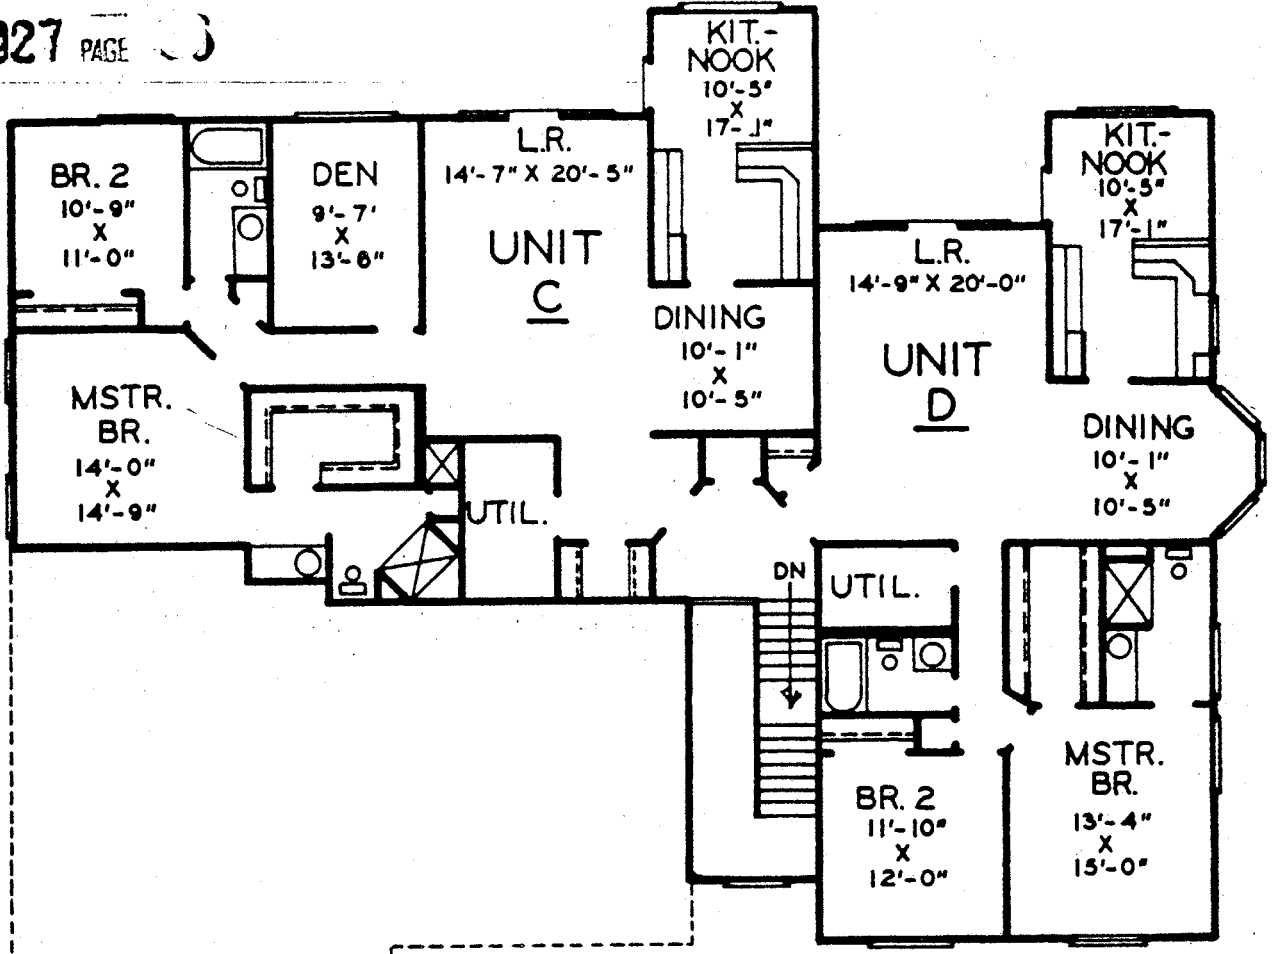 927 PAGE
KIT.-
NOOK
10'-5"
X
17'-1"
L.R.
14'-7" X 20'-5"
BR. 2
10'-9"
X
11'-0"
DEN
9'-7'
X
13'-6"
UNIT
C
DINING
10'-1"
X
10'-5"
MSTR.
BR.
14'-0"
X
14'-9"
UTIL.
KIT.-
NOOK
10'-5"
X
17'-1"
L.R.
14'-9" X 20'-0"
UNIT
D
DINING
10'-1"
X
10'-5"
DN
UTIL.
BR. 2
11'-10"
X
12'-0"
MSTR.
BR.
13'-4"
X
15'-0"